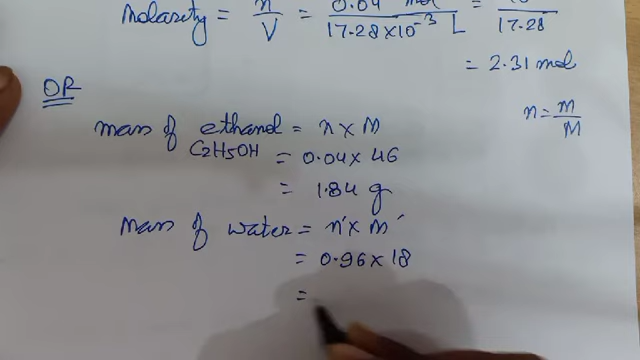 Molarity = n/V = 0.04 mol / 17.28×10⁻³ L = / 17.28
= 2.31 mol
OR
n = m/M
mass of ethanol = n × M
C2H5OH = 0.04 × 46
= 1.84 g
Mass of water = n' × M'
= 0.96 × 18
=